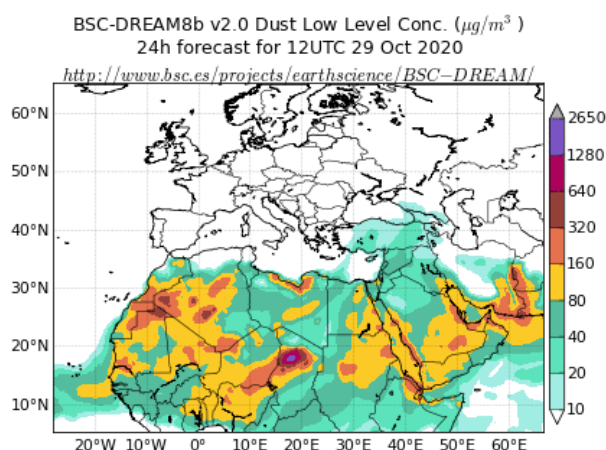 BSC-DREAM8b v2.0 Dust Low Level Conc. (μg/m³ )
24h forecast for 12UTC 29 Oct 2020
http://www.bsc.es/projects/earthscience/BSC−DREAM/
60°N
50°N
40°N
30°N
20°N
10°N
20°W 10°W 0° 10°E 20°E 30°E 40°E 50°E 60°E
2650
1280
640
320
160
80
40
20
10